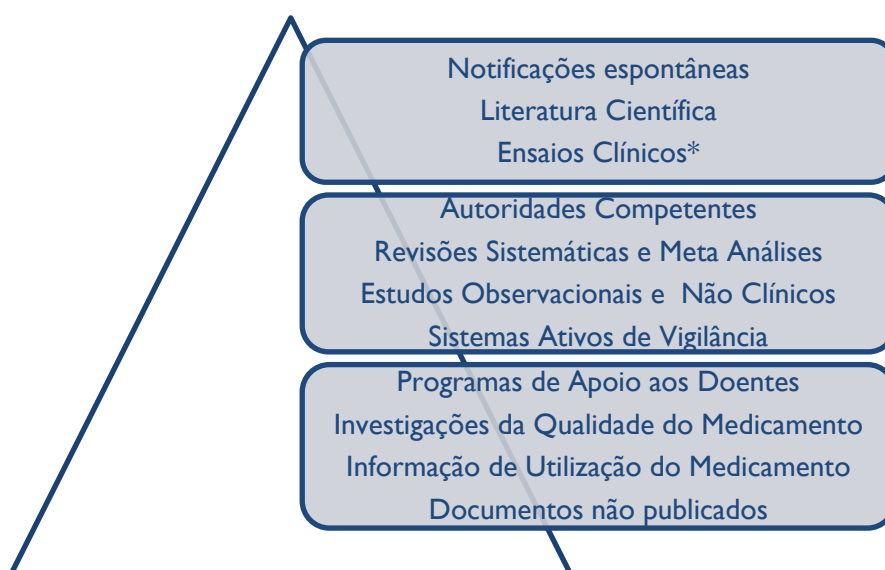 Notificações espontâneas
Literatura Científica
Ensaios Clínicos*
Autoridades Competentes
Revisões Sistemáticas e Meta Análises
Estudos Observacionais e Não Clínicos
Sistemas Ativos de Vigilância
Programas de Apoio aos Doentes
Investigações da Qualidade do Medicamento
Informação de Utilização do Medicamento
Documentos não publicados